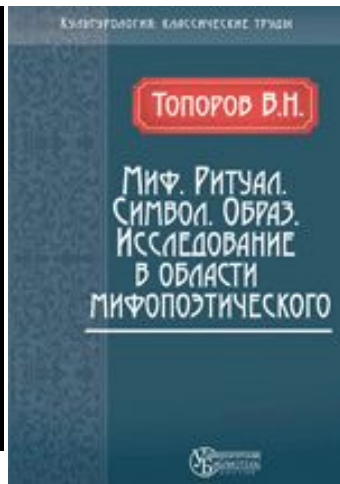 Культурология: классические труды
Топоров В.Н.
Миф. Ритуал.
Символ. Образ.
Исследование
в области
мифопоэтического